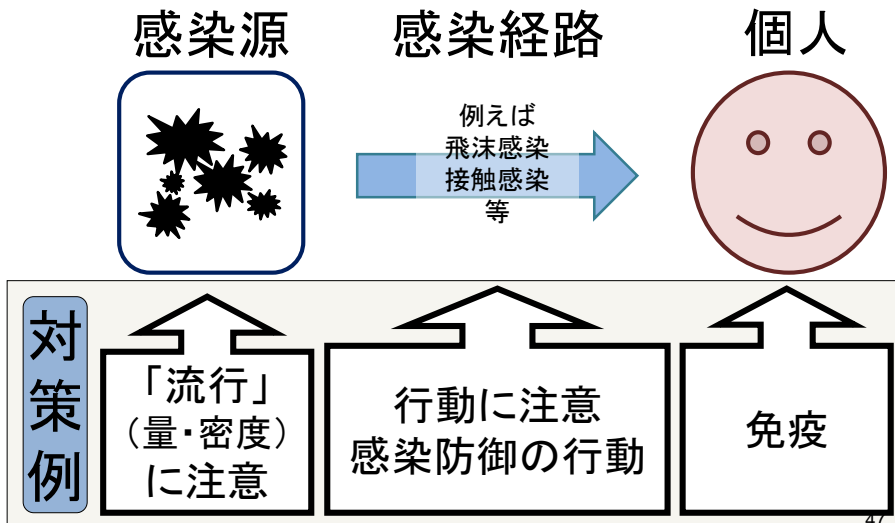 感染源
感染経路
個人
例えば
飛沫感染
接触感染
等
対策例
「流行」
(量・密度)
に注意
行動に注意
感染防御の行動
免疫
47